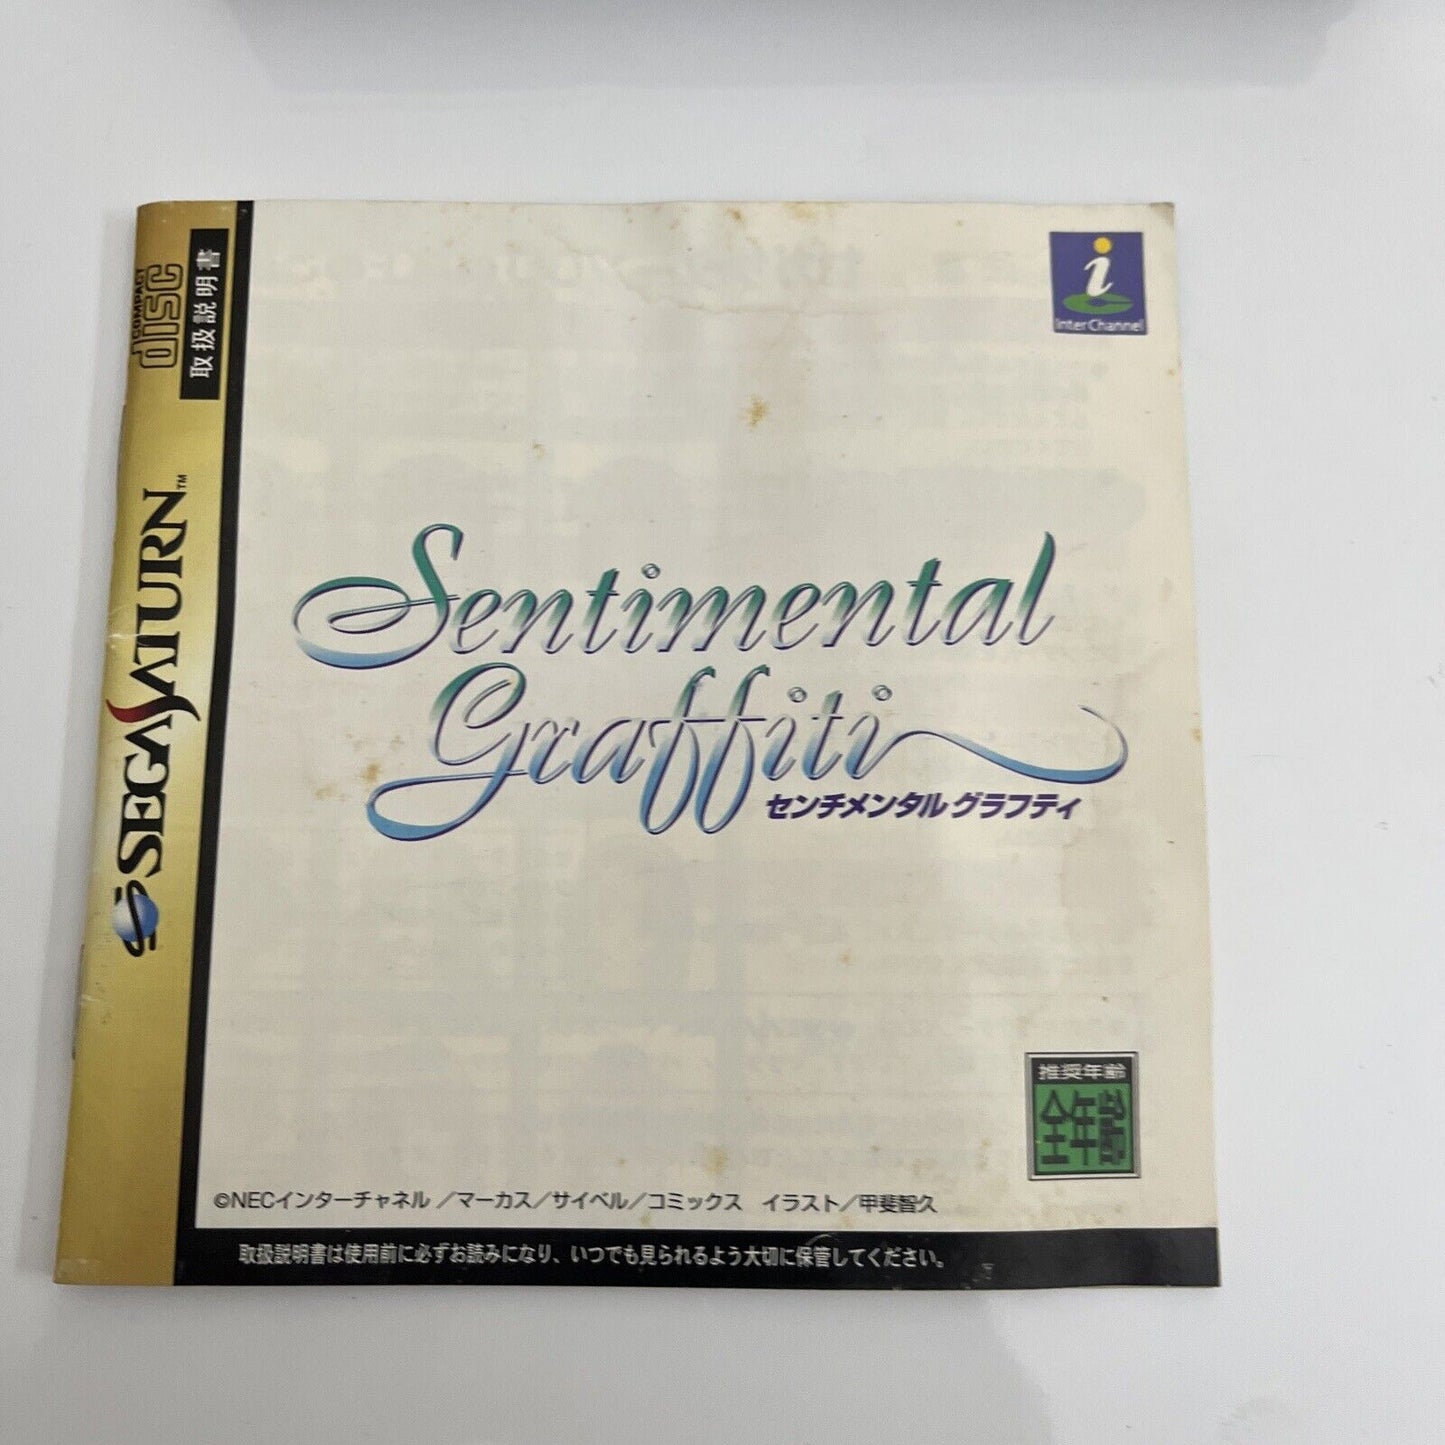 COMPACT
disc
取扱説明書
SEGA SATURN™
i
InterChannel
Sentimental
Graffiti
センチメンタル グラフティ
推奨年齢
全年齢
©NECインターチャネル／マーカス／サイベル／コミックス イラスト／甲斐智久
取扱説明書は使用前に必ずお読みになり、いつでも見られるよう大切に保管してください。